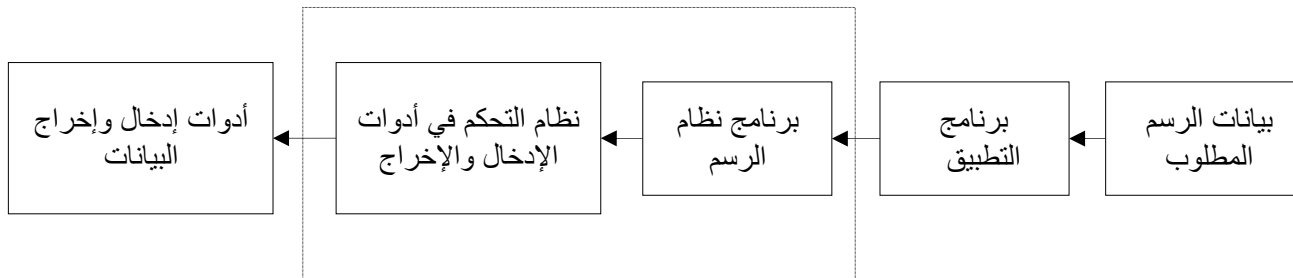 بيانات الرسم
المطلوب
برنامج
التطبيق
برنامج نظام
الرسم
نظام التحكم في أدوات
الإدخال والإخراج
أدوات إدخال وإخراج
البيانات